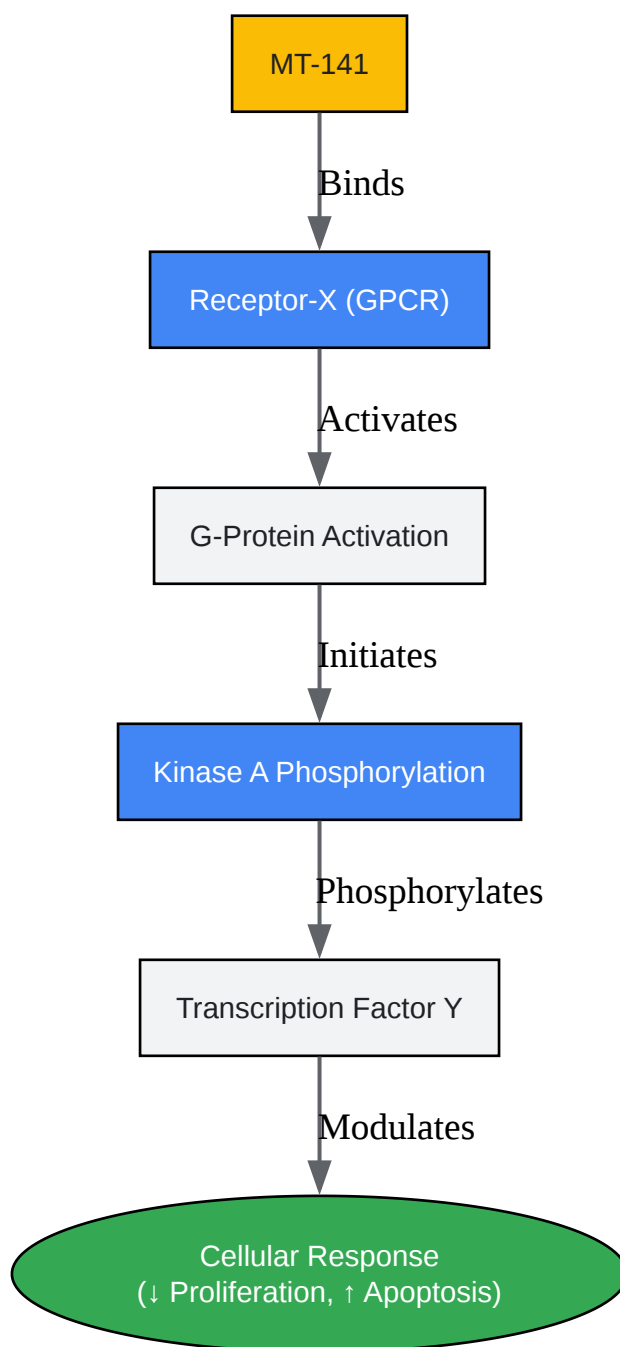 MT-141
Binds
Receptor-X (GPCR)
Activates
G-Protein Activation
Initiates
Kinase A Phosphorylation
Phosphorylates
Transcription Factor Y
Modulates
Cellular Response
(↓ Proliferation, ↑ Apoptosis)